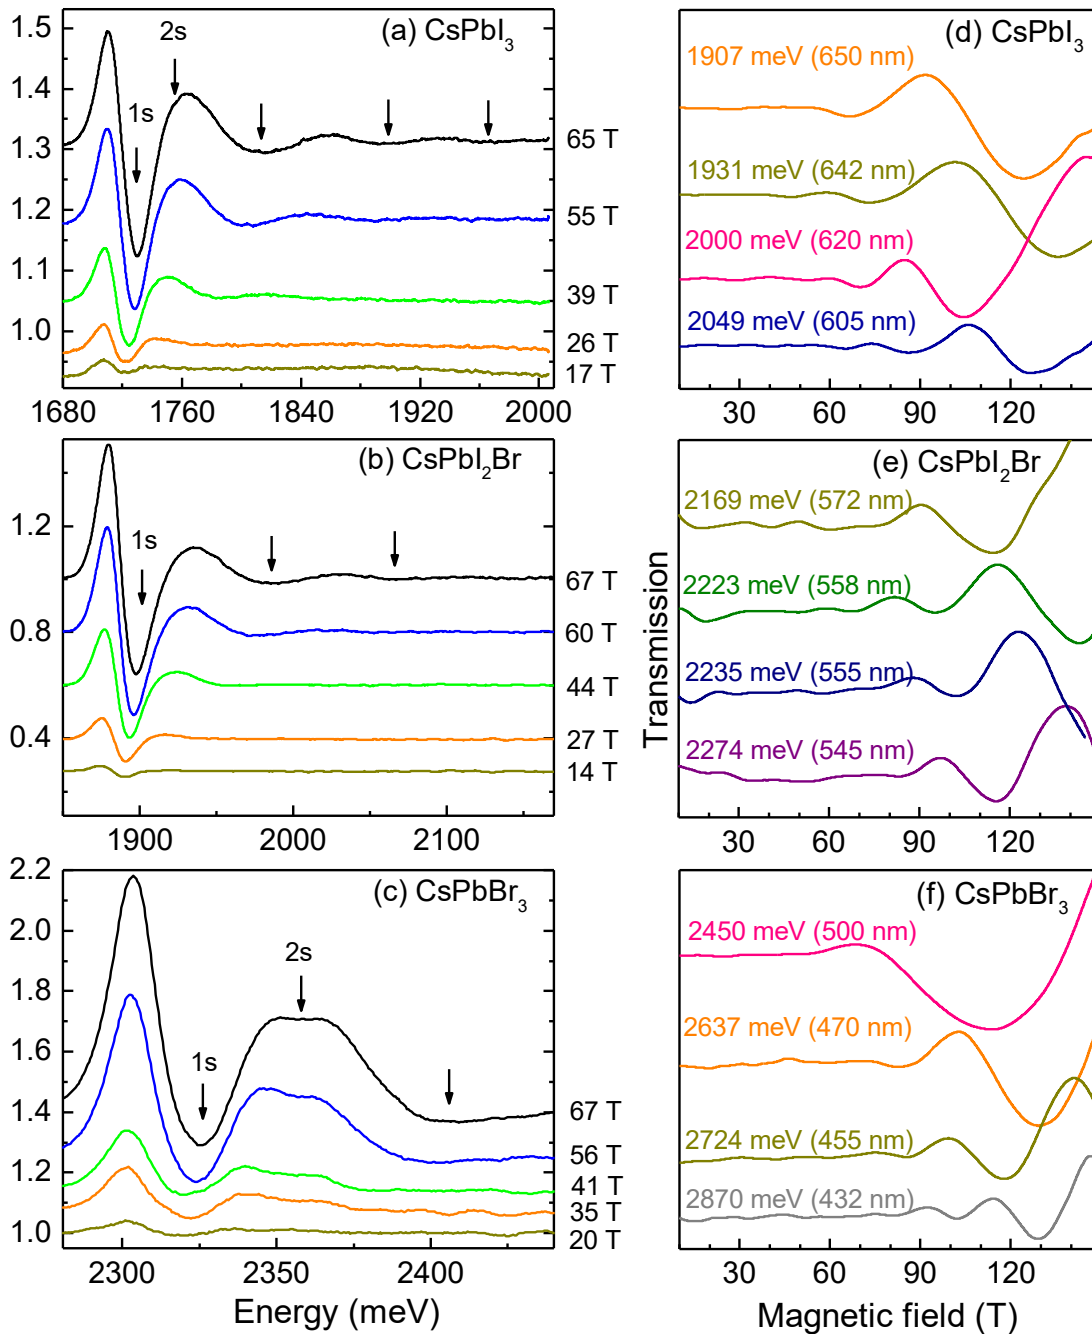 (a) CsPbI₃
1.5
1.4
1.3
1.2
1.1
1.0
2s
1s
65 T
55 T
39 T
26 T
17 T
1680 1760 1840 1920 2000
(b) CsPbI₂Br
1.2
0.8
0.4
1s
67 T
60 T
44 T
27 T
14 T
1900 2000 2100
(c) CsPbBr₃
2.2
2.0
1.8
1.6
1.4
1.2
1.0
2s
1s
67 T
56 T
41 T
35 T
20 T
2300 2350 2400
Energy (meV)
(d) CsPbI₃
1907 meV (650 nm)
1931 meV (642 nm)
2000 meV (620 nm)
2049 meV (605 nm)
30 60 90 120
(e) CsPbI₂Br
2169 meV (572 nm)
2223 meV (558 nm)
2235 meV (555 nm)
2274 meV (545 nm)
Transmission
30 60 90 120
(f) CsPbBr₃
2450 meV (500 nm)
2637 meV (470 nm)
2724 meV (455 nm)
2870 meV (432 nm)
30 60 90 120
Magnetic field (T)